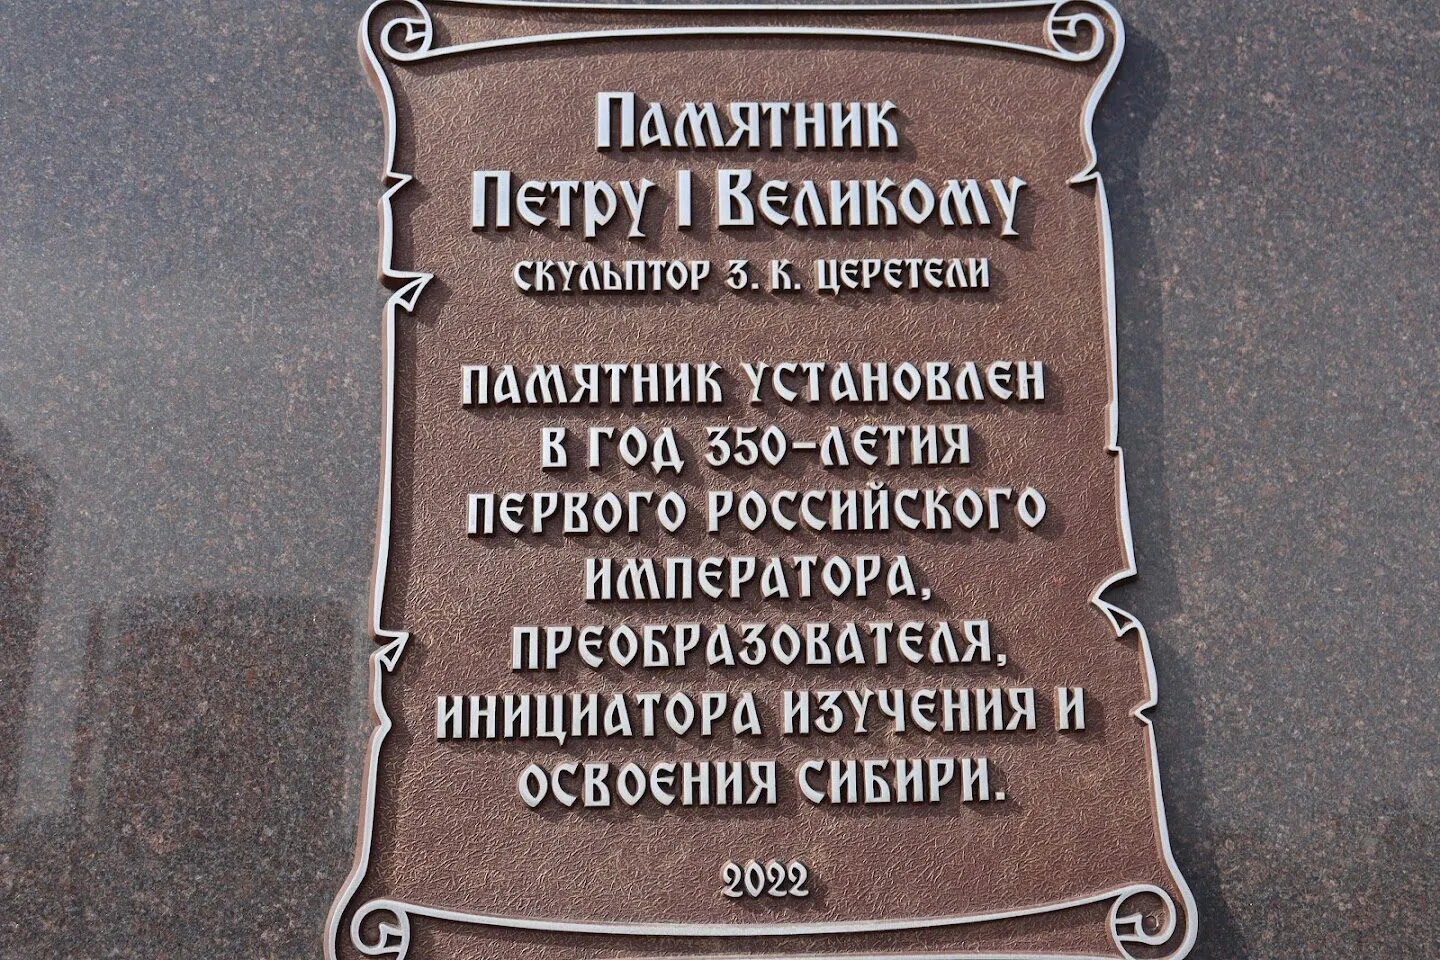 Памятник
Петру I Великому
скульптор З. К. Церетели
памятник установлен
в год 350-летия
первого российского
императора,
преобразователя,
инициатора изучения и
освоения Сибири.
2022